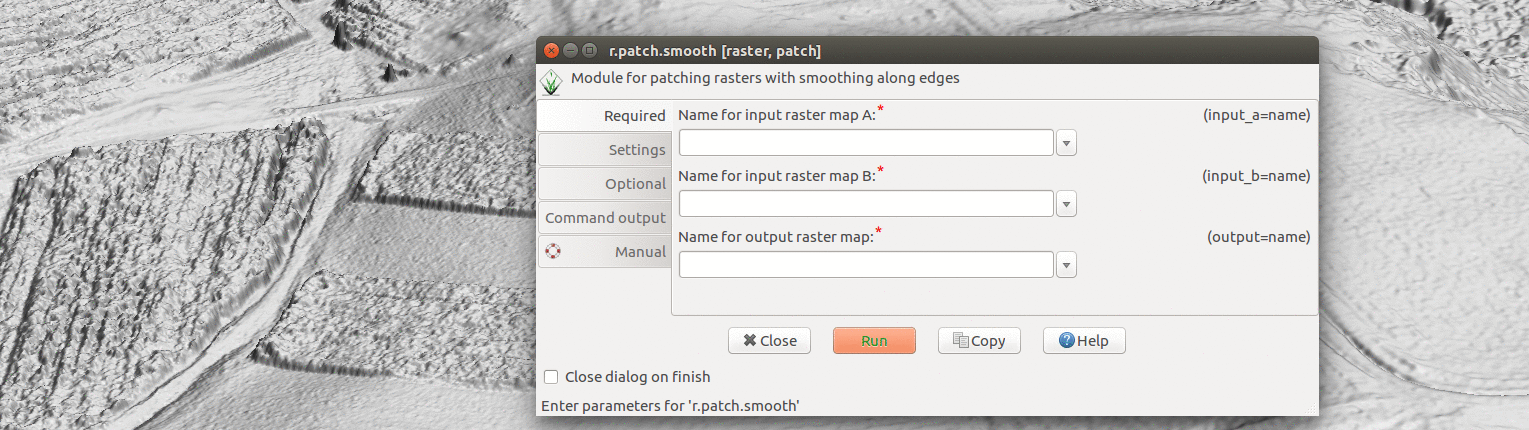 r.patch.smooth [raster, patch]
Module for patching rasters with smoothing along edges
Required
Settings
Optional
Command output
Manual
Name for input raster map A:* (input_a=name)
Name for input raster map B:* (input_b=name)
Name for output raster map:* (output=name)
Close Run Copy Help
Close dialog on finish
Enter parameters for 'r.patch.smooth'